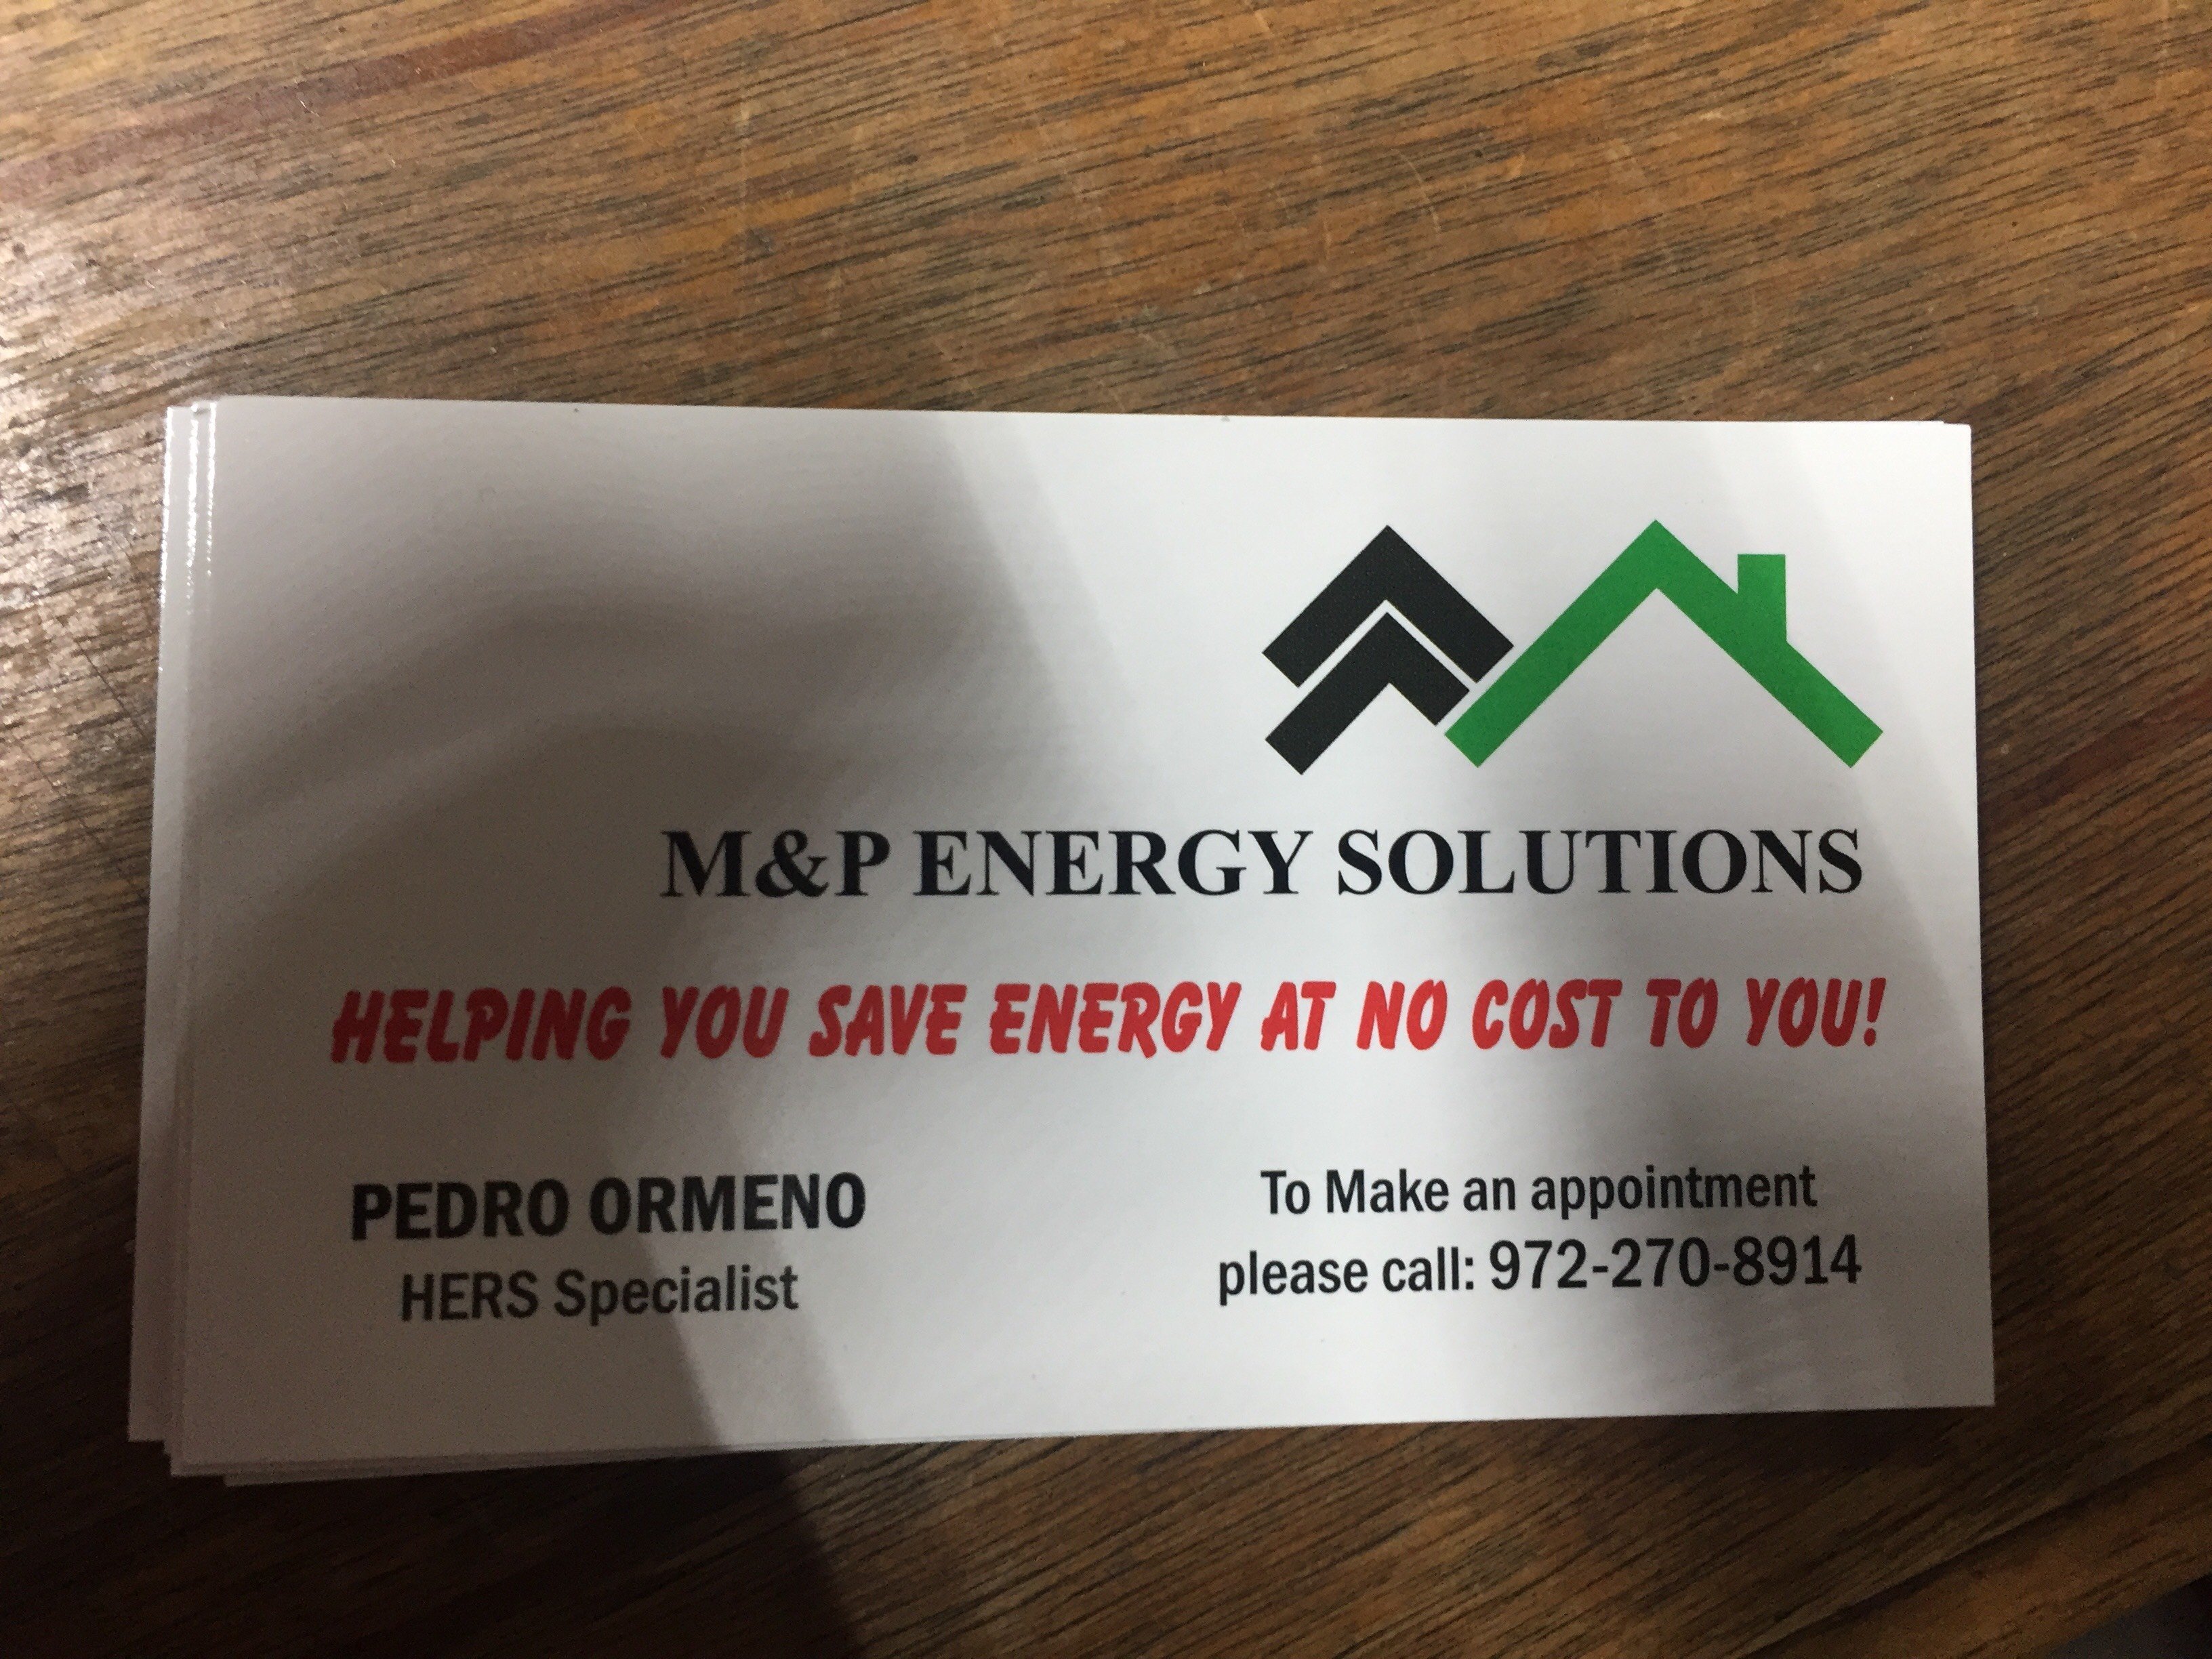 M&P ENERGY SOLUTIONS
HELPING YOU SAVE ENERGY AT NO COST TO YOU!
PEDRO ORMENO
HERS Specialist
To Make an appointment
please call: 972-270-8914